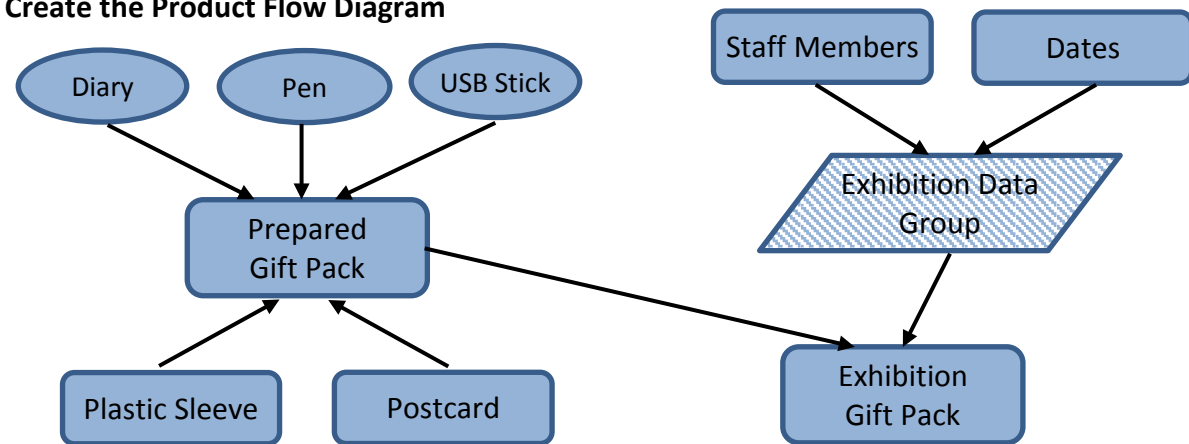 Create the Product Flow Diagram
Staff Members
Dates
Diary
Pen
USB Stick
Exhibition Data
Group
Prepared
Gift Pack
Plastic Sleeve
Postcard
Exhibition
Gift Pack